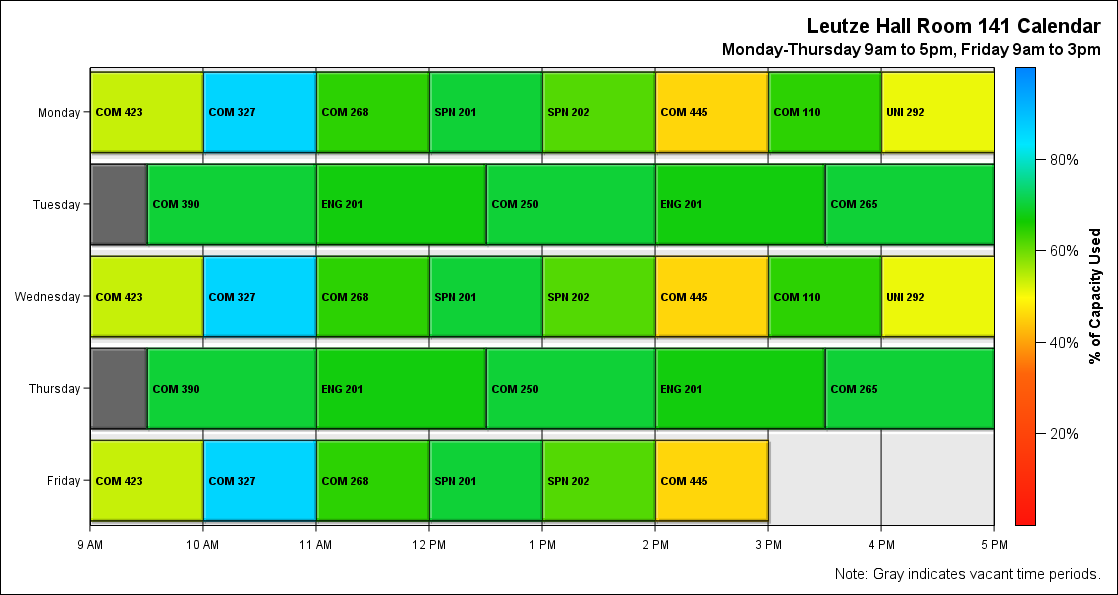 Leutze Hall Room 141 Calendar
Monday-Thursday 9am to 5pm, Friday 9am to 3pm
Monday COM 423 COM 327 COM 268 SPN 201 SPN 202 COM 445 COM 110 UNI 292
Tuesday COM 390 ENG 201 COM 250 ENG 201 COM 265
Wednesday COM 423 COM 327 COM 268 SPN 201 SPN 202 COM 445 COM 110 UNI 292
Thursday COM 390 ENG 201 COM 250 ENG 201 COM 265
Friday COM 423 COM 327 COM 268 SPN 201 SPN 202 COM 445
9 AM 10 AM 11 AM 12 PM 1 PM 2 PM 3 PM 4 PM 5 PM
80%
60%
40%
20%
% of Capacity Used
Note: Gray indicates vacant time periods.